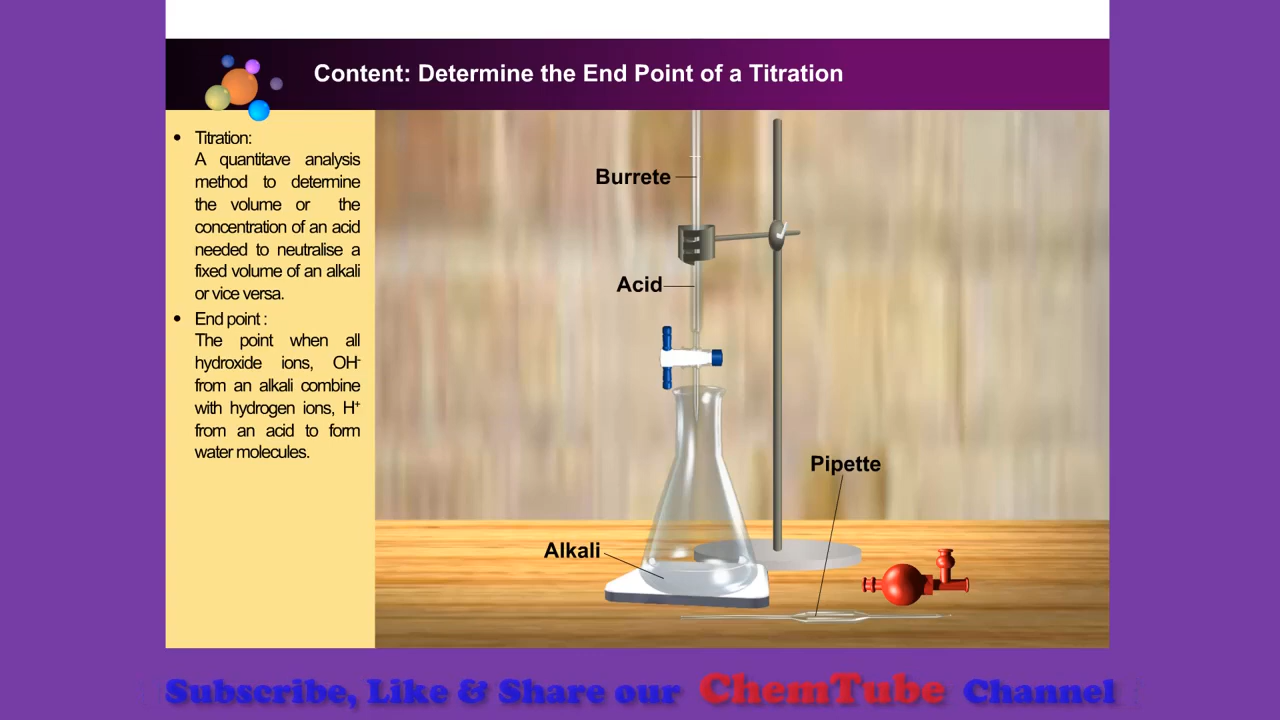 Content: Determine the End Point of a Titration
• Titration:
A quantitave analysis
method to determine
the volume or the
concentration of an acid
needed to neutralise a
fixed volume of an alkali
or vice versa.
• End point :
The point when all
hydroxide ions, OH⁻
from an alkali combine
with hydrogen ions, H⁺
from an acid to form
water molecules.
Burrete
Acid
Pipette
Alkali
Subscribe, Like & Share our ChemTube Channel